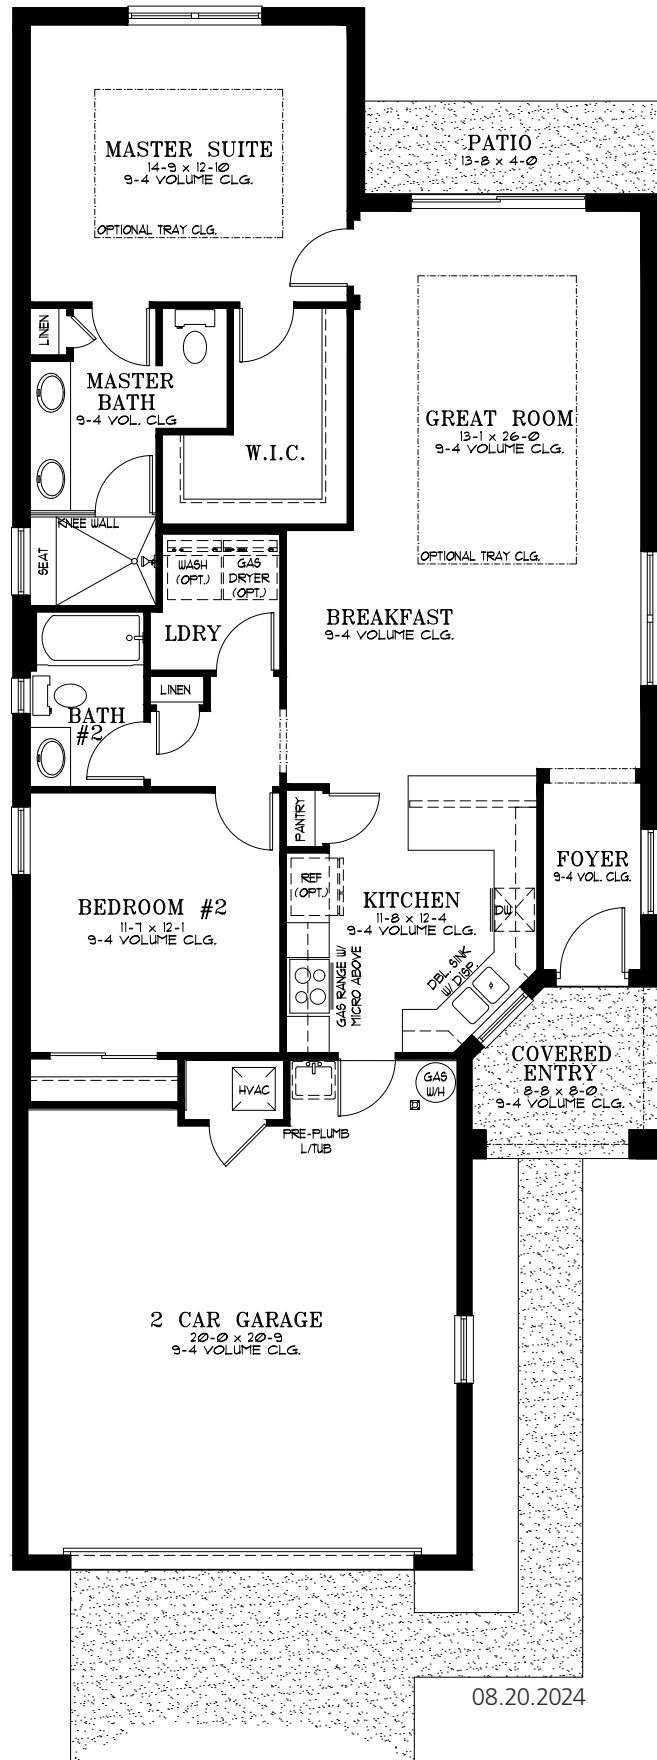 MASTER SUITE
14-9 x 12-10
9-4 VOLUME CLG.
OPTIONAL TRAY CLG.
PATIO
13-8 x 4-0
LINEN
MASTER
BATH
9-4 VOL. CLG
W.I.C.
GREAT ROOM
13-1 x 26-0
9-4 VOLUME CLG.
OPTIONAL TRAY CLG.
KNEE WALL
SEAT
WASH
(OPT.)
GAS
DRYER
(OPT.)
LDRY
BREAKFAST
9-4 VOLUME CLG.
LINEN
BATH
#2
PANTRY
FOYER
9-4 VOL. CLG.
REF
(OPT.)
KITCHEN
11-8 x 12-4
9-4 VOLUME CLG.
DW
BEDROOM #2
11-7 x 12-1
9-4 VOLUME CLG.
GAS RANGE W/
MICRO ABOVE
DBL. SINK
W/ DISP.
COVERED
ENTRY
8-8 x 8-0
9-4 VOLUME CLG.
HVAC
GAS
W/H
PRE-PLUMB
L/TUB
2 CAR GARAGE
20-0 x 20-9
9-4 VOLUME CLG.
08.20.2024